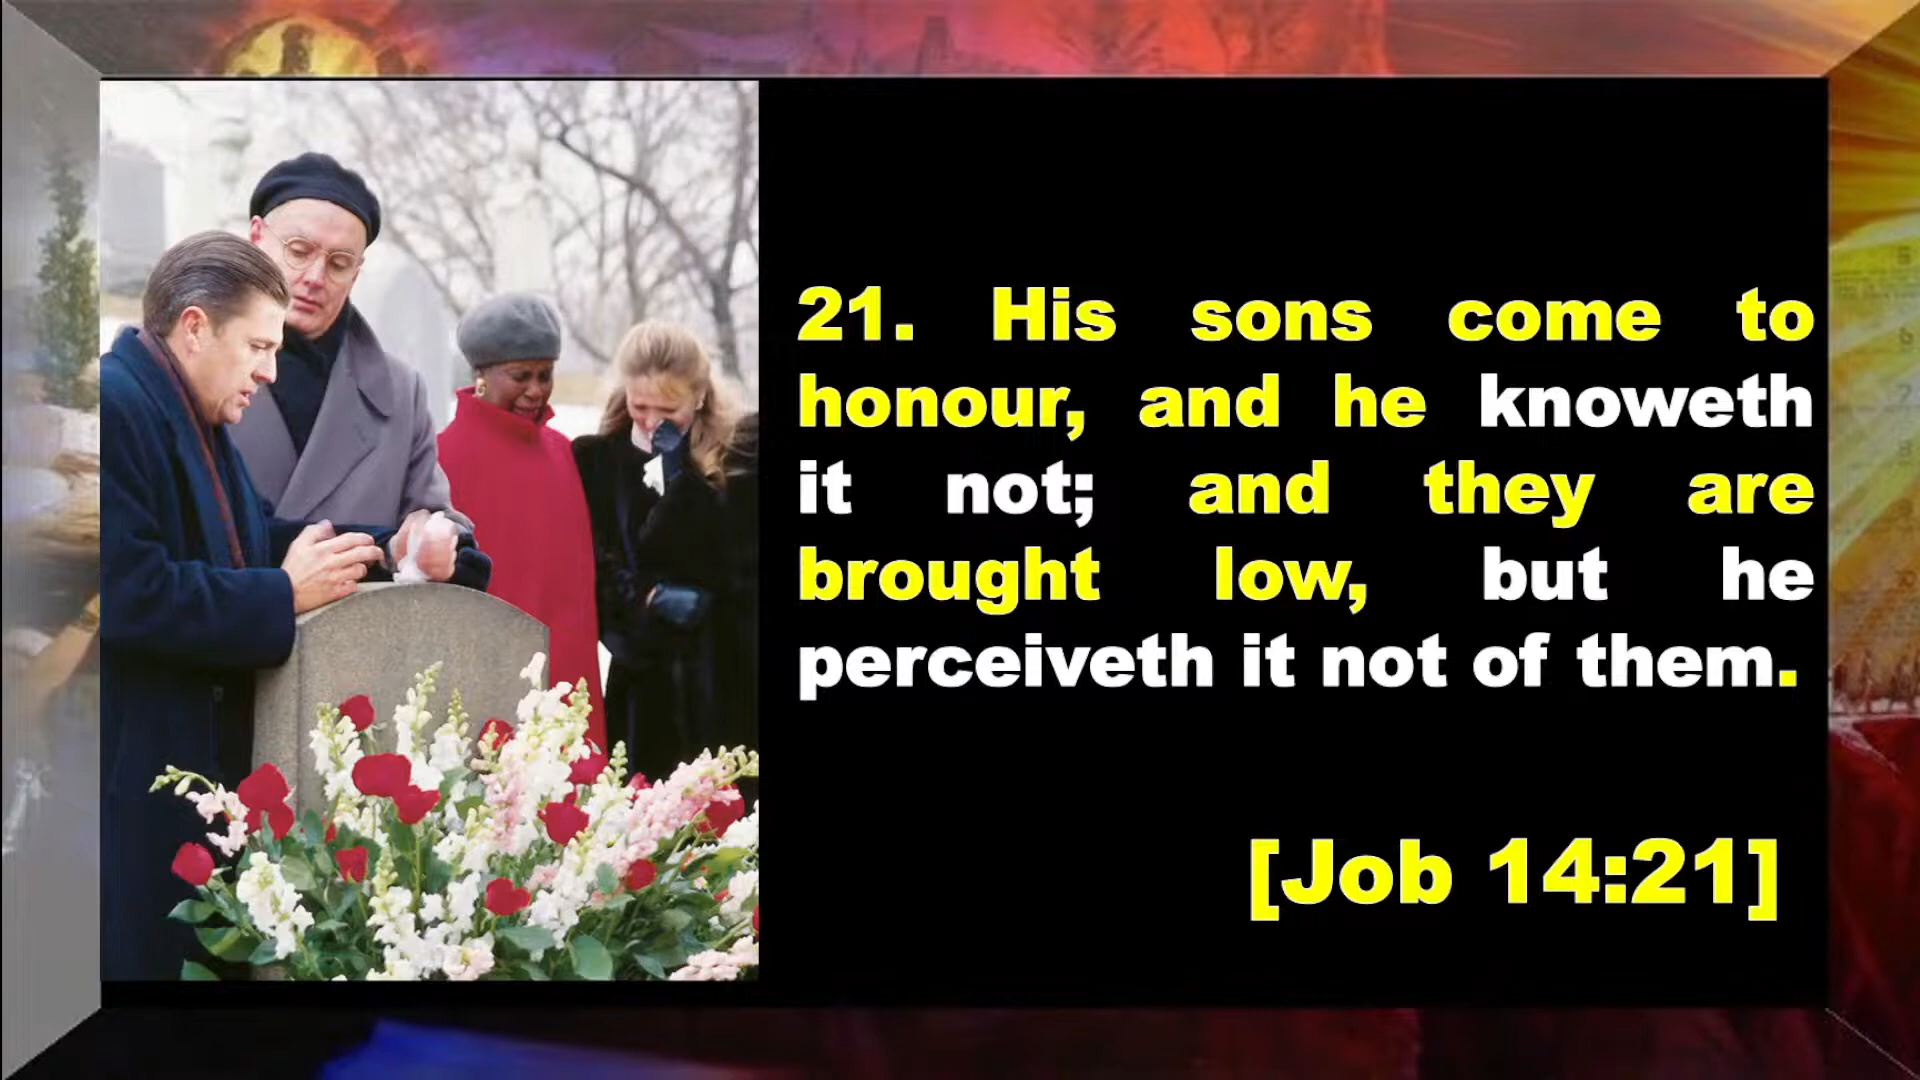 21. His sons come to
honour, and he knoweth
it not; and they are
brought low, but he
perceiveth it not of them.
[Job 14:21]